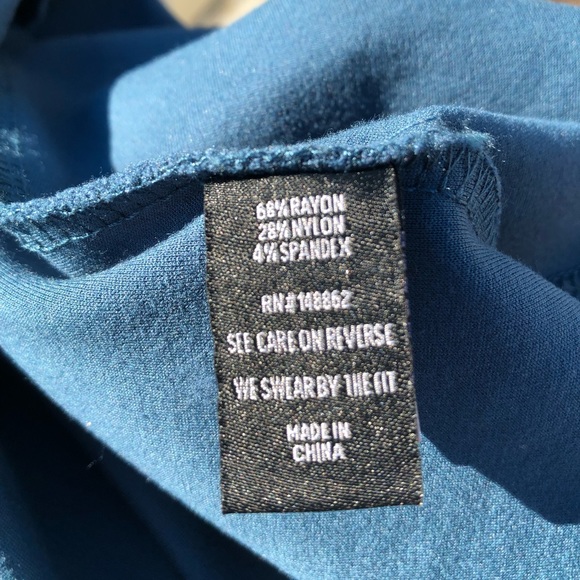 68% RAYON
28% NYLON
4% SPANDEX
RN# 148862
SEE CARE ON REVERSE
WE SWEAR BY THE FIT
MADE IN
CHINA